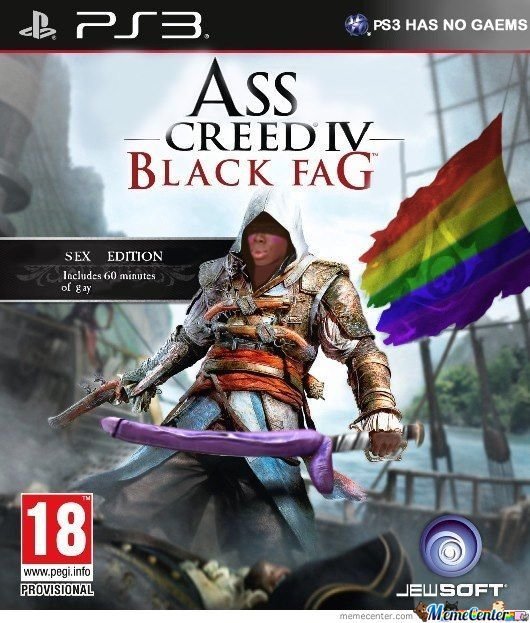 PS3
PS3 HAS NO GAEMS
ASS
CREED IV
BLACK FAG™
SEX EDITION
Includes 60 minutes
of gay
18
www.pegi.info
PROVISIONAL
JEWSOFT
memecenter.com
MemeCenter